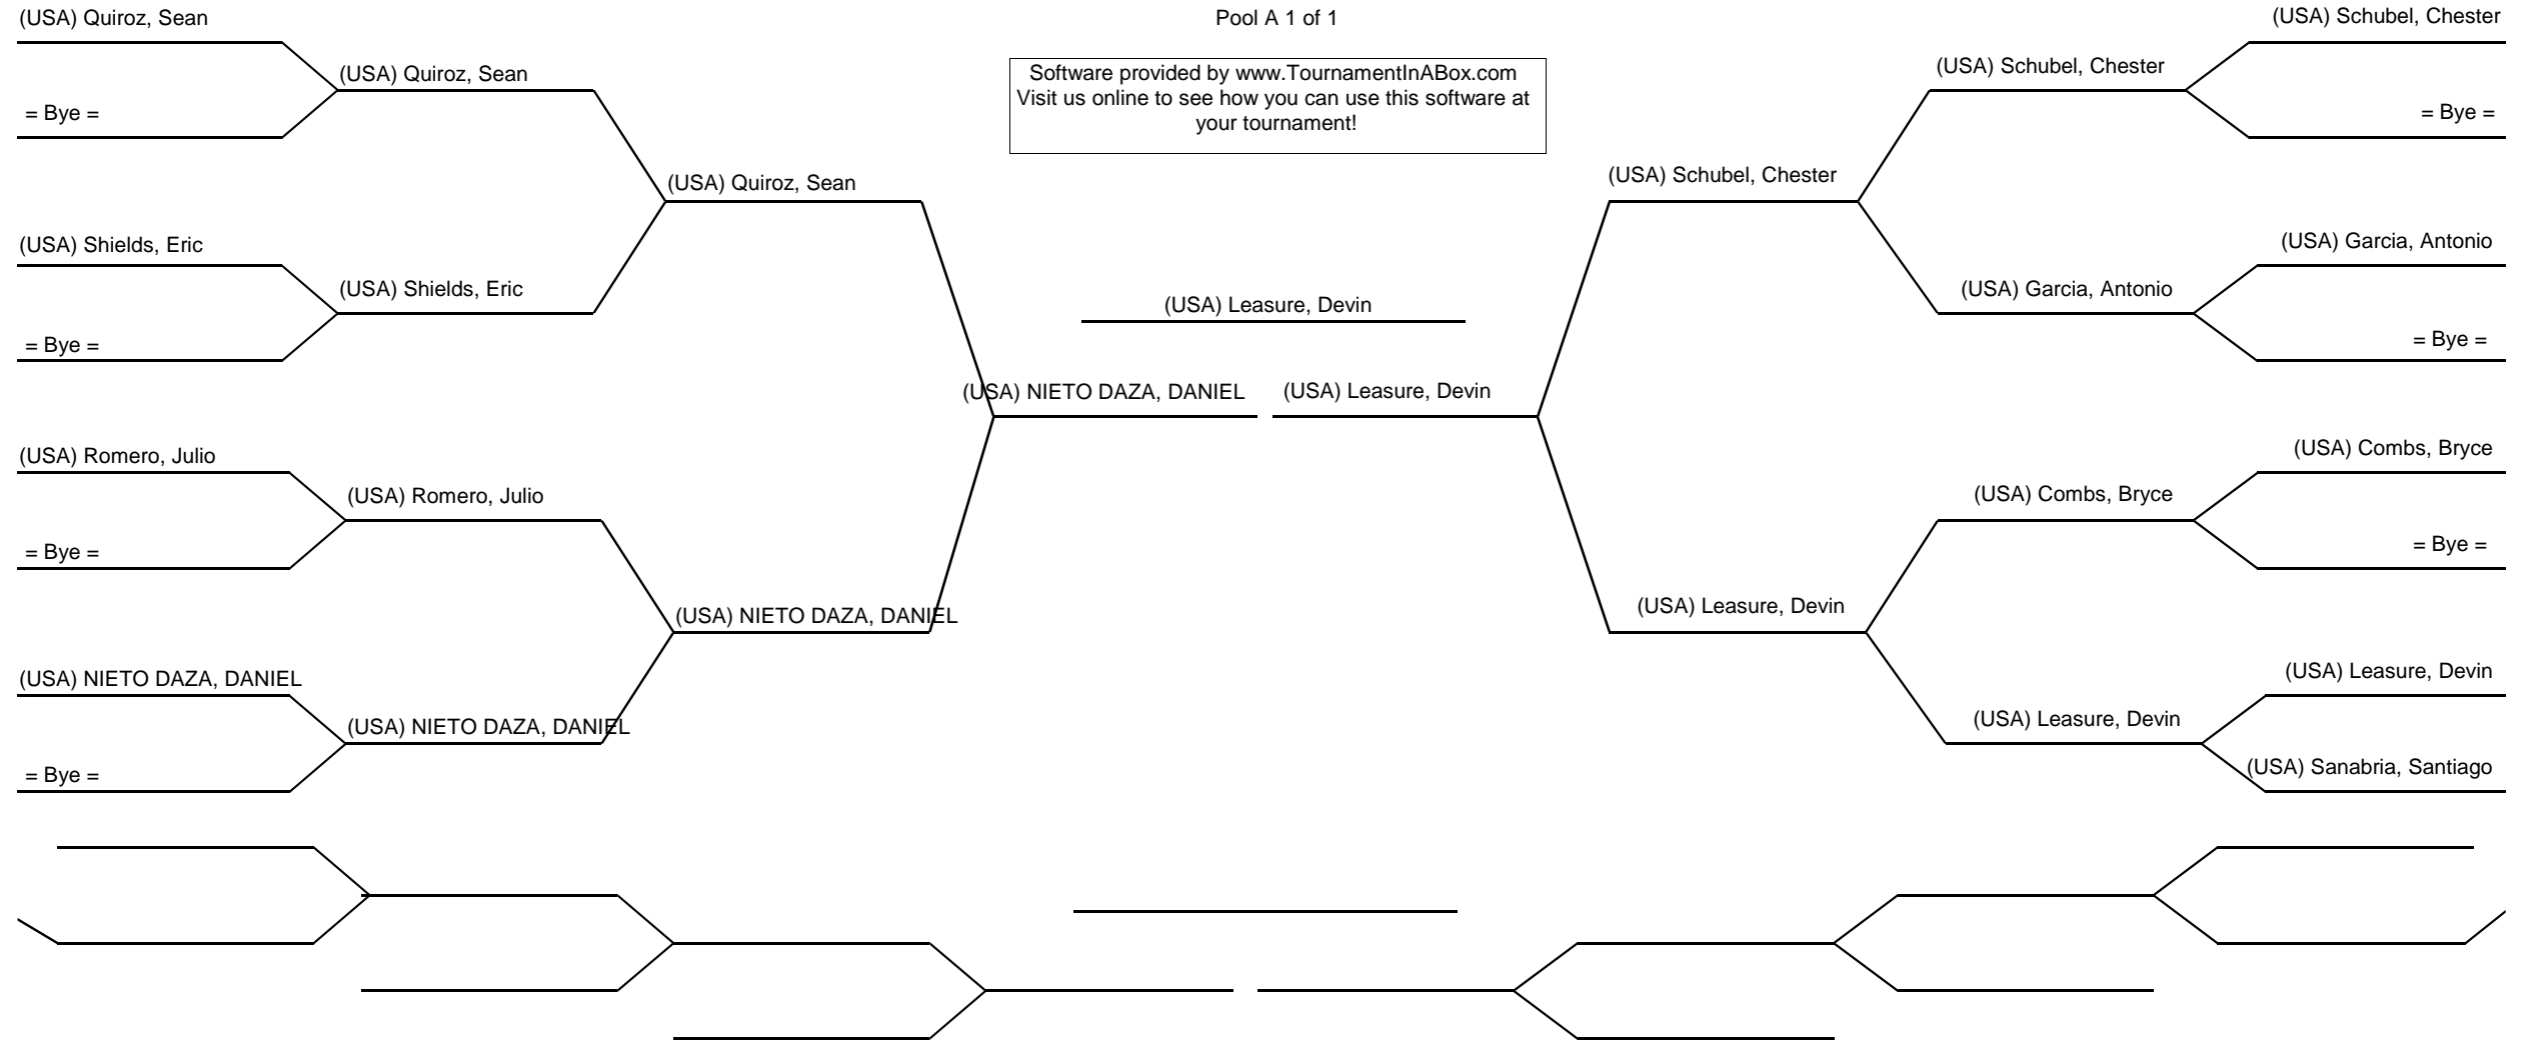 (USA) Quiroz, Sean
= Bye =
(USA) Shields, Eric
= Bye =
(USA) Romero, Julio
= Bye =
(USA) NIETO DAZA, DANIEL
= Bye =
(USA) Quiroz, Sean
(USA) Shields, Eric
(USA) Romero, Julio
(USA) NIETO DAZA, DANIEL
(USA) Quiroz, Sean
(USA) NIETO DAZA, DANIEL
Pool A 1 of 1
Software provided by www.TournamentInABox.com
Visit us online to see how you can use this software at
your tournament!
(USA) Leasure, Devin
(USA) NIETO DAZA, DANIEL
(USA) Leasure, Devin
(USA) Schubel, Chester
(USA) Leasure, Devin
(USA) Schubel, Chester
(USA) Garcia, Antonio
(USA) Combs, Bryce
(USA) Leasure, Devin
(USA) Schubel, Chester
= Bye =
(USA) Garcia, Antonio
= Bye =
(USA) Combs, Bryce
= Bye =
(USA) Leasure, Devin
(USA) Sanabria, Santiago